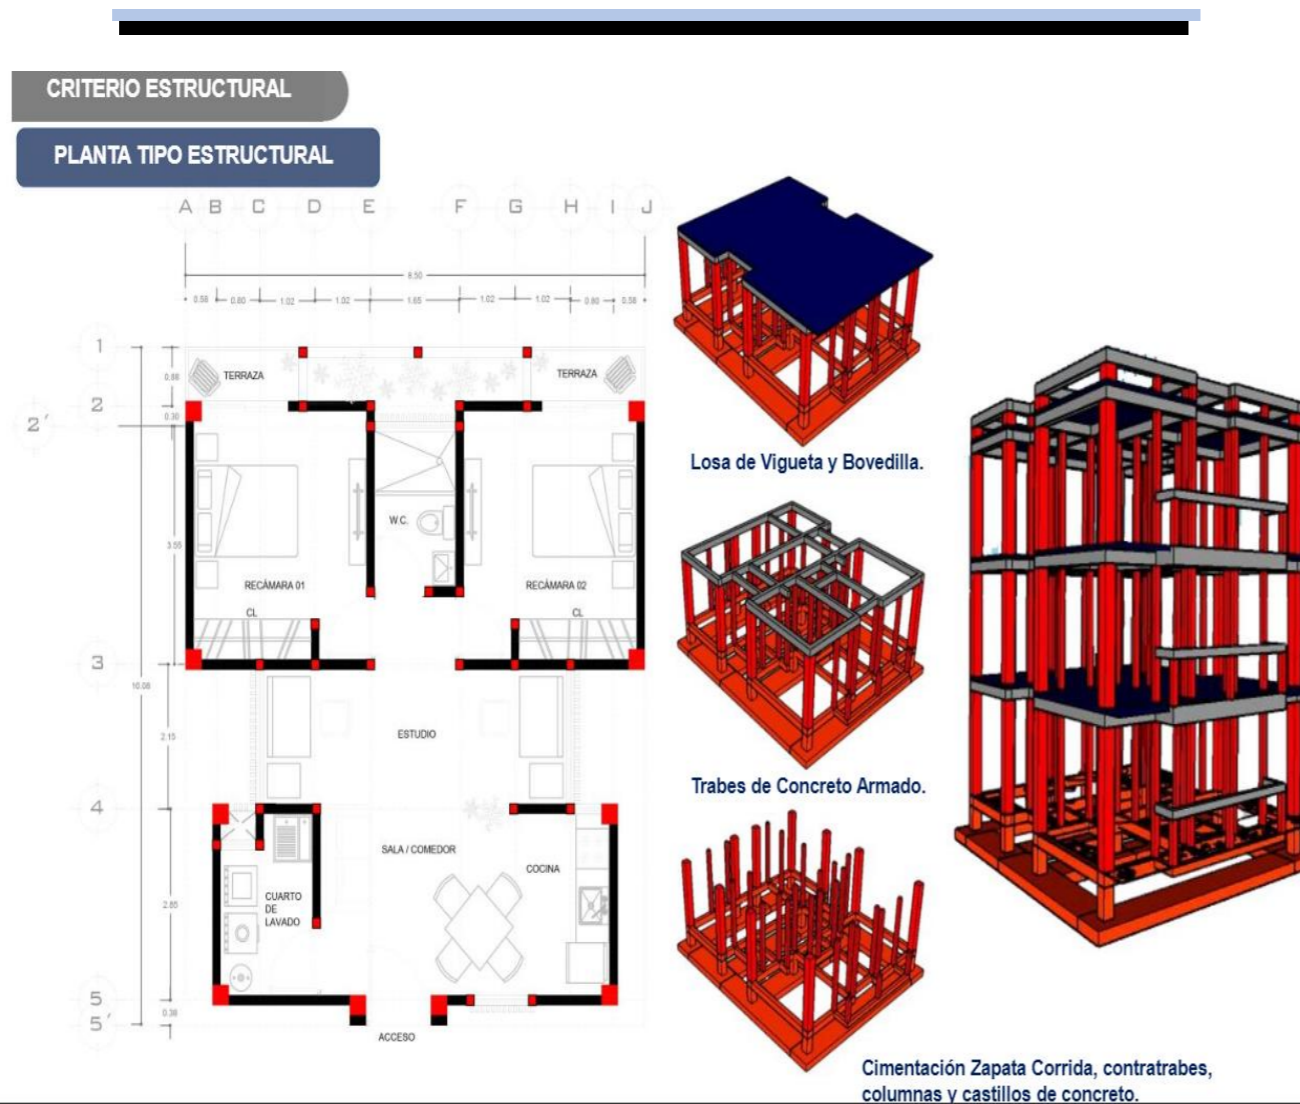 CRITERIO ESTRUCTURAL
PLANTA TIPO ESTRUCTURAL
A B C D E F G H I J
8.50
0.58 0.80 1.02 1.02 1.65 1.02 1.02 0.80 0.58
1
TERRAZA
TERRAZA
0.88
2
0.30
2'
W.C.
3.55
RECÁMARA 01
RECÁMARA 02
CL
CL
3
10.08
ESTUDIO
2.15
4
SALA / COMEDOR
COCINA
CUARTO
DE
LAVADO
2.85
5
0.38
5'
ACCESO
Losa de Vigueta y Bovedilla.
Trabes de Concreto Armado.
Cimentación Zapata Corrida, contratrabes,
columnas y castillos de concreto.